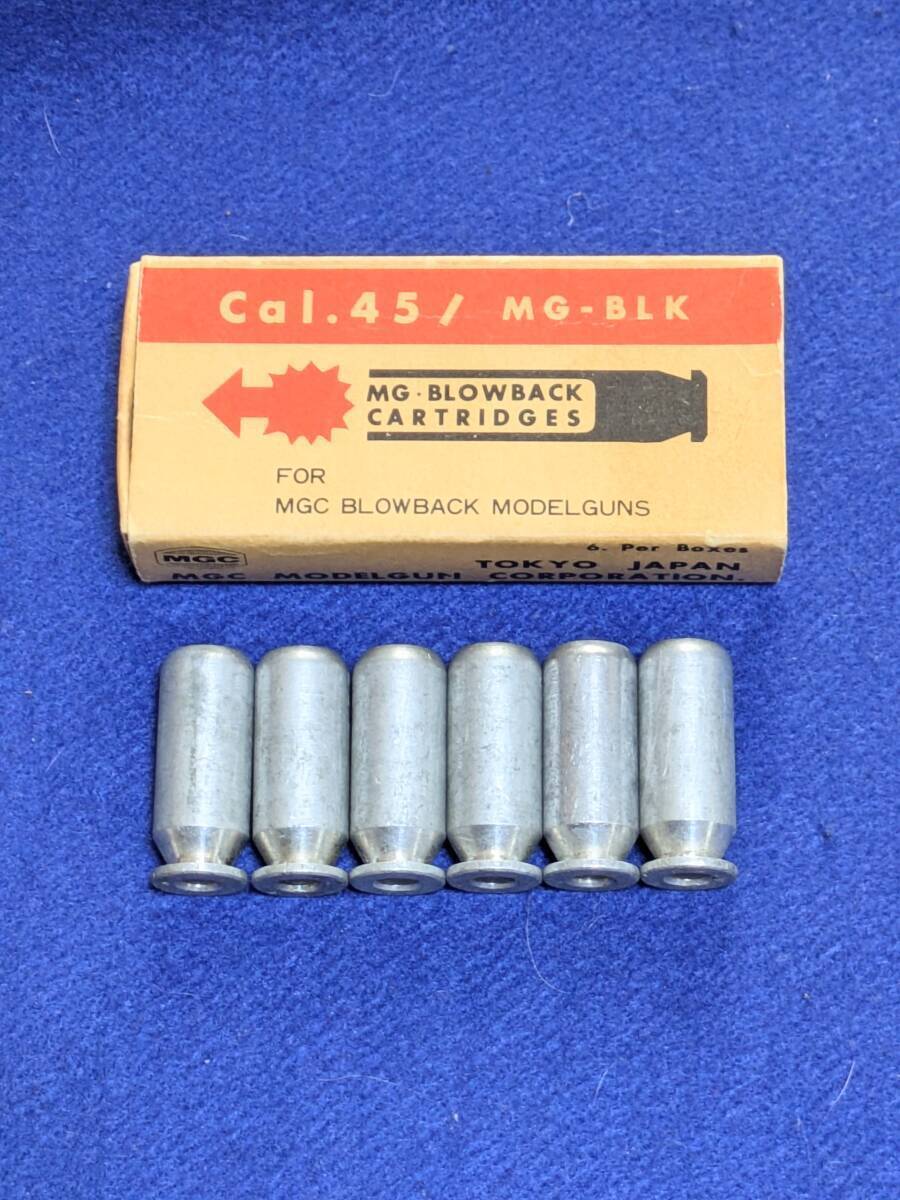 Cal.45/ MG-BLK
MG·BLOWBACK
CARTRIDGES
FOR
MGC BLOWBACK MODELGUNS
6. Per Boxes
MGC
TOKYO JAPAN
MGC MODELGUN CORPORATION.